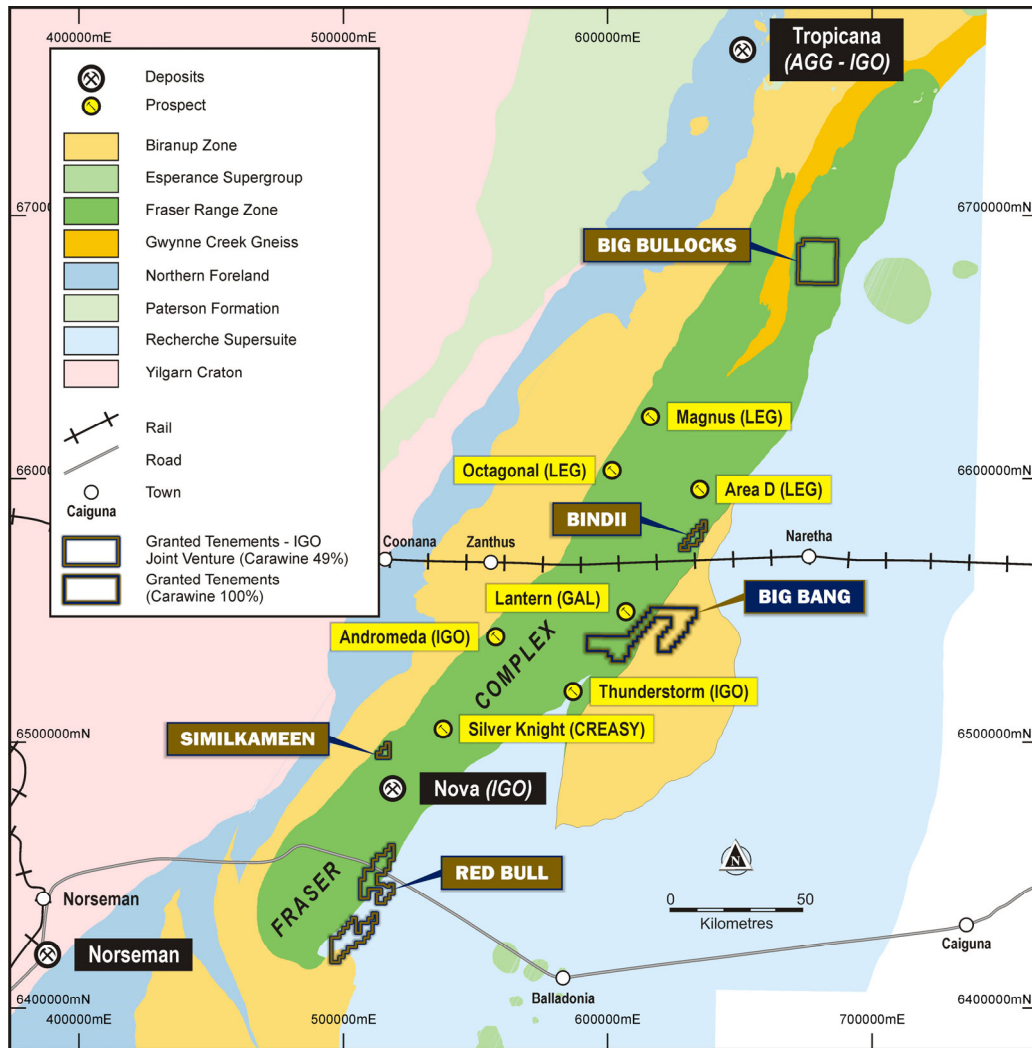 400000mE
500000mE
600000mE
Deposits
Prospect
Biranup Zone
Esperance Supergroup
Fraser Range Zone
Gwynne Creek Gneiss
Northern Foreland
Paterson Formation
Recherche Supersuite
Yilgarn Craton
Rail
Road
Town
Caiguna
Granted Tenements - IGO
Joint Venture (Carawine 49%)
Granted Tenements
(Carawine 100%)
Tropicana
(AGG - IGO)
6700000mN
6700000mN
BIG BULLOCKS
Magnus (LEG)
Octagonal (LEG)
6600000mN
6600000mN
Area D (LEG)
BINDII
Coonana
Zanthus
Naretha
Lantern (GAL)
BIG BANG
Andromeda (IGO)
COMPLEX
Thunderstorm (IGO)
Silver Knight (CREASY)
SIMILKAMEEN
6500000mN
6500000mN
Nova (IGO)
FRASER
RED BULL
N
0
50
Kilometres
Norseman
Norseman
Caiguna
Balladonia
6400000mN
6400000mN
400000mE
500000mE
600000mE
700000mE